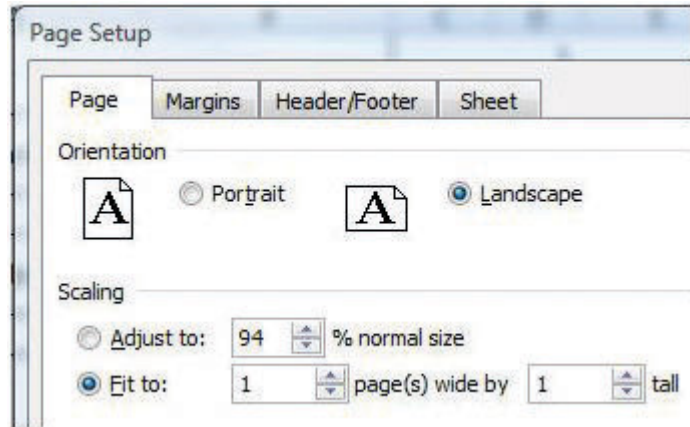 Page Setup
Page Margins Header/Footer Sheet
Orientation
A Portrait A Landscape
Scaling
Adjust to: 94 % normal size
Fit to: 1 page(s) wide by 1 tall